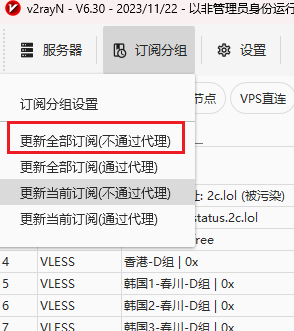 v2rayN - V6.30 - 2023/11/22 - 以非管理员身份运行
服务器 订阅分组 设置
订阅分组设置
更新全部订阅(不通过代理)
更新全部订阅(通过代理)
更新当前订阅(不通过代理)
更新当前订阅(通过代理)
节点 VPS直连
: 2c.lol (被污染)
status.2c.lol
ree
4 VLESS 香港-D组 | 0x
5 VLESS 韩国1-春川-D组 | 0x
6 VLESS 韩国2-春川-D组 | 0x
7 VLESS 韩国3-春川-D组 | 0x